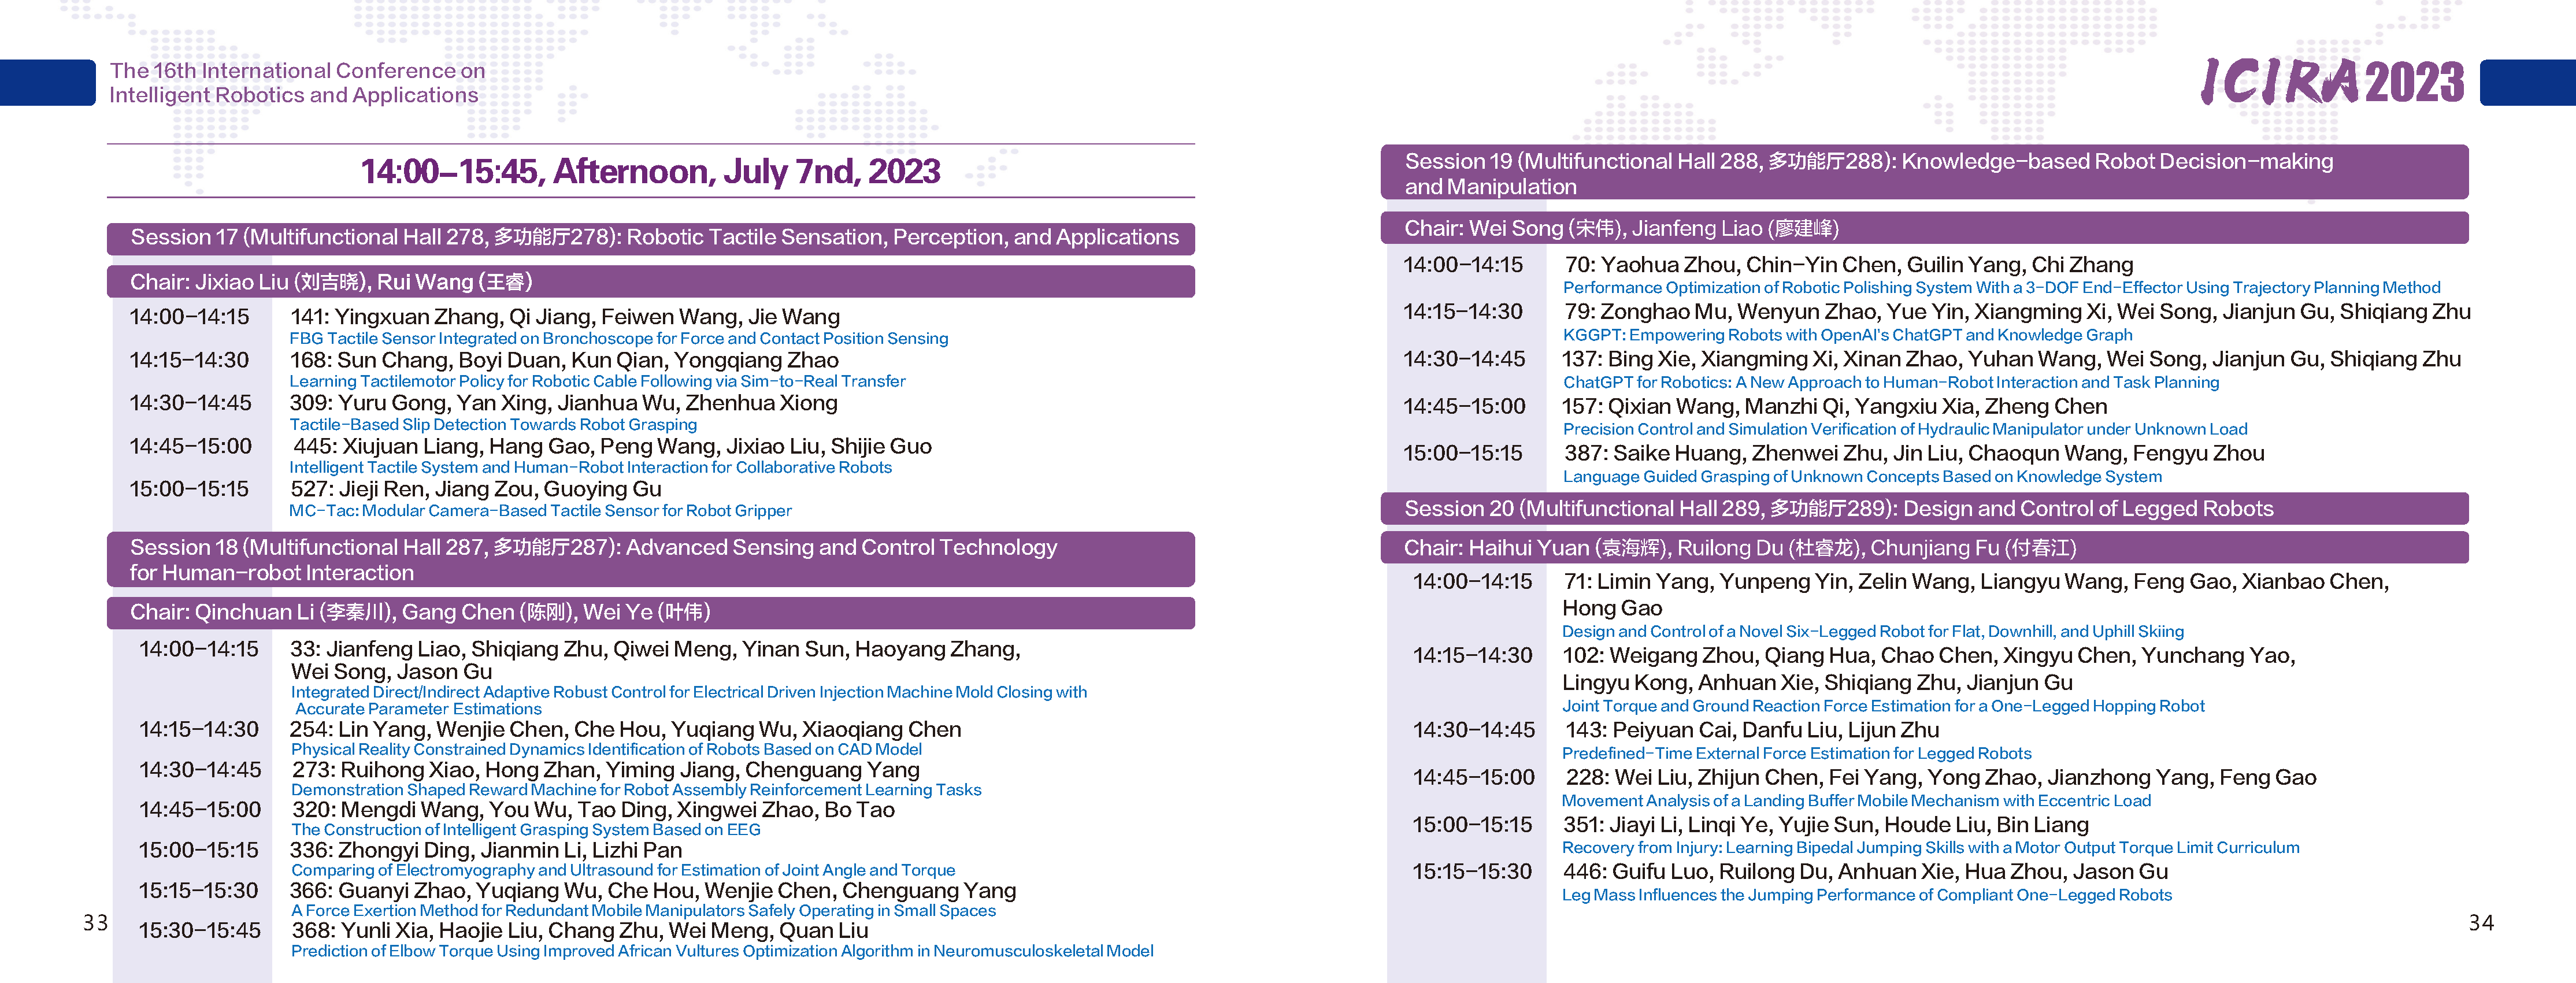 The 16th International Conference on
Intelligent Robotics and Applications
14:00-15:45, Afternoon, July 7nd, 2023
Session 17 (Multifunctional Hall 278, 多功能厅278): Robotic Tactile Sensation, Perception, and Applications
Chair: Jixiao Liu (刘吉晓), Rui Wang (王睿)
14:00-14:15 141: Yingxuan Zhang, Qi Jiang, Feiwen Wang, Jie Wang
FBG Tactile Sensor Integrated on Bronchoscope for Force and Contact Position Sensing
14:15-14:30 168: Sun Chang, Boyi Duan, Kun Qian, Yongqiang Zhao
Learning Tactilemotor Policy for Robotic Cable Following via Sim-to-Real Transfer
14:30-14:45 309: Yuru Gong, Yan Xing, Jianhua Wu, Zhenhua Xiong
Tactile-Based Slip Detection Towards Robot Grasping
14:45-15:00 445: Xiujuan Liang, Hang Gao, Peng Wang, Jixiao Liu, Shijie Guo
Intelligent Tactile System and Human-Robot Interaction for Collaborative Robots
15:00-15:15 527: Jieji Ren, Jiang Zou, Guoying Gu
MC-Tac: Modular Camera-Based Tactile Sensor for Robot Gripper
Session 18 (Multifunctional Hall 287, 多功能厅287): Advanced Sensing and Control Technology
for Human-robot Interaction
Chair: Qinchuan Li (李秦川), Gang Chen (陈刚), Wei Ye (叶伟)
14:00-14:15 33: Jianfeng Liao, Shiqiang Zhu, Qiwei Meng, Yinan Sun, Haoyang Zhang,
Wei Song, Jason Gu
Integrated Direct/Indirect Adaptive Robust Control for Electrical Driven Injection Machine Mold Closing with
Accurate Parameter Estimations
14:15-14:30 254: Lin Yang, Wenjie Chen, Che Hou, Yuqiang Wu, Xiaoqiang Chen
Physical Reality Constrained Dynamics Identification of Robots Based on CAD Model
14:30-14:45 273: Ruihong Xiao, Hong Zhan, Yiming Jiang, Chenguang Yang
Demonstration Shaped Reward Machine for Robot Assembly Reinforcement Learning Tasks
14:45-15:00 320: Mengdi Wang, You Wu, Tao Ding, Xingwei Zhao, Bo Tao
The Construction of Intelligent Grasping System Based on EEG
15:00-15:15 336: Zhongyi Ding, Jianmin Li, Lizhi Pan
Comparing of Electromyography and Ultrasound for Estimation of Joint Angle and Torque
15:15-15:30 366: Guanyi Zhao, Yuqiang Wu, Che Hou, Wenjie Chen, Chenguang Yang
A Force Exertion Method for Redundant Mobile Manipulators Safely Operating in Small Spaces
15:30-15:45 368: Yunli Xia, Haojie Liu, Chang Zhu, Wei Meng, Quan Liu
Prediction of Elbow Torque Using Improved African Vultures Optimization Algorithm in Neuromusculoskeletal Model
33
ICIRA2023
Session 19 (Multifunctional Hall 288, 多功能厅288): Knowledge-based Robot Decision-making
and Manipulation
Chair: Wei Song (宋伟), Jianfeng Liao (廖建峰)
14:00-14:15 70: Yaohua Zhou, Chin-Yin Chen, Guilin Yang, Chi Zhang
Performance Optimization of Robotic Polishing System With a 3-DOF End-Effector Using Trajectory Planning Method
14:15-14:30 79: Zonghao Mu, Wenyun Zhao, Yue Yin, Xiangming Xi, Wei Song, Jianjun Gu, Shiqiang Zhu
KGGPT: Empowering Robots with OpenAI's ChatGPT and Knowledge Graph
14:30-14:45 137: Bing Xie, Xiangming Xi, Xinan Zhao, Yuhan Wang, Wei Song, Jianjun Gu, Shiqiang Zhu
ChatGPT for Robotics: A New Approach to Human-Robot Interaction and Task Planning
14:45-15:00 157: Qixian Wang, Manzhi Qi, Yangxiu Xia, Zheng Chen
Precision Control and Simulation Verification of Hydraulic Manipulator under Unknown Load
15:00-15:15 387: Saike Huang, Zhenwei Zhu, Jin Liu, Chaoqun Wang, Fengyu Zhou
Language Guided Grasping of Unknown Concepts Based on Knowledge System
Session 20 (Multifunctional Hall 289, 多功能厅289): Design and Control of Legged Robots
Chair: Haihui Yuan (袁海辉), Ruilong Du (杜睿龙), Chunjiang Fu (付春江)
14:00-14:15 71: Limin Yang, Yunpeng Yin, Zelin Wang, Liangyu Wang, Feng Gao, Xianbao Chen,
Hong Gao
Design and Control of a Novel Six-Legged Robot for Flat, Downhill, and Uphill Skiing
14:15-14:30 102: Weigang Zhou, Qiang Hua, Chao Chen, Xingyu Chen, Yunchang Yao,
Lingyu Kong, Anhuan Xie, Shiqiang Zhu, Jianjun Gu
Joint Torque and Ground Reaction Force Estimation for a One-Legged Hopping Robot
14:30-14:45 143: Peiyuan Cai, Danfu Liu, Lijun Zhu
Predefined-Time External Force Estimation for Legged Robots
14:45-15:00 228: Wei Liu, Zhijun Chen, Fei Yang, Yong Zhao, Jianzhong Yang, Feng Gao
Movement Analysis of a Landing Buffer Mobile Mechanism with Eccentric Load
15:00-15:15 351: Jiayi Li, Linqi Ye, Yujie Sun, Houde Liu, Bin Liang
Recovery from Injury: Learning Bipedal Jumping Skills with a Motor Output Torque Limit Curriculum
15:15-15:30 446: Guifu Luo, Ruilong Du, Anhuan Xie, Hua Zhou, Jason Gu
Leg Mass Influences the Jumping Performance of Compliant One-Legged Robots
34